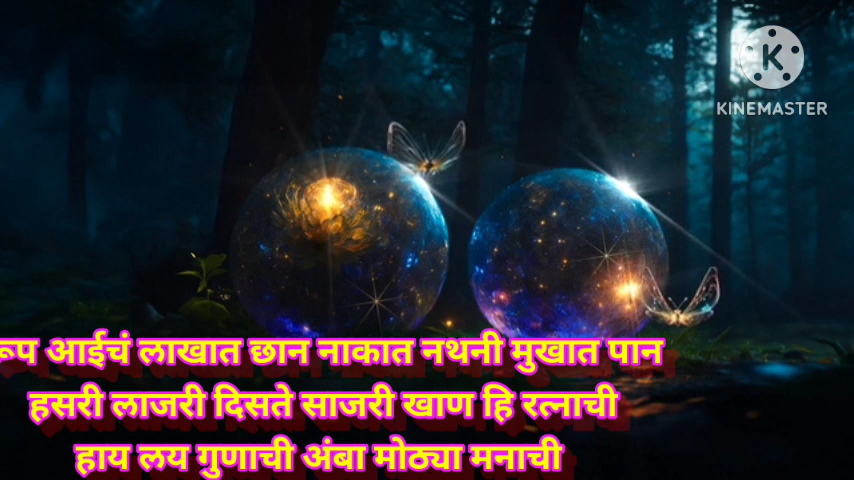 KINEMASTER
रूप आईचं लाखात छान नाकात नथनी मुखात पान
हसरी लाजरी दिसते साजरी खाण हि रत्नाची
हाय लय गुणाची अंबा मोठ्या मनाची